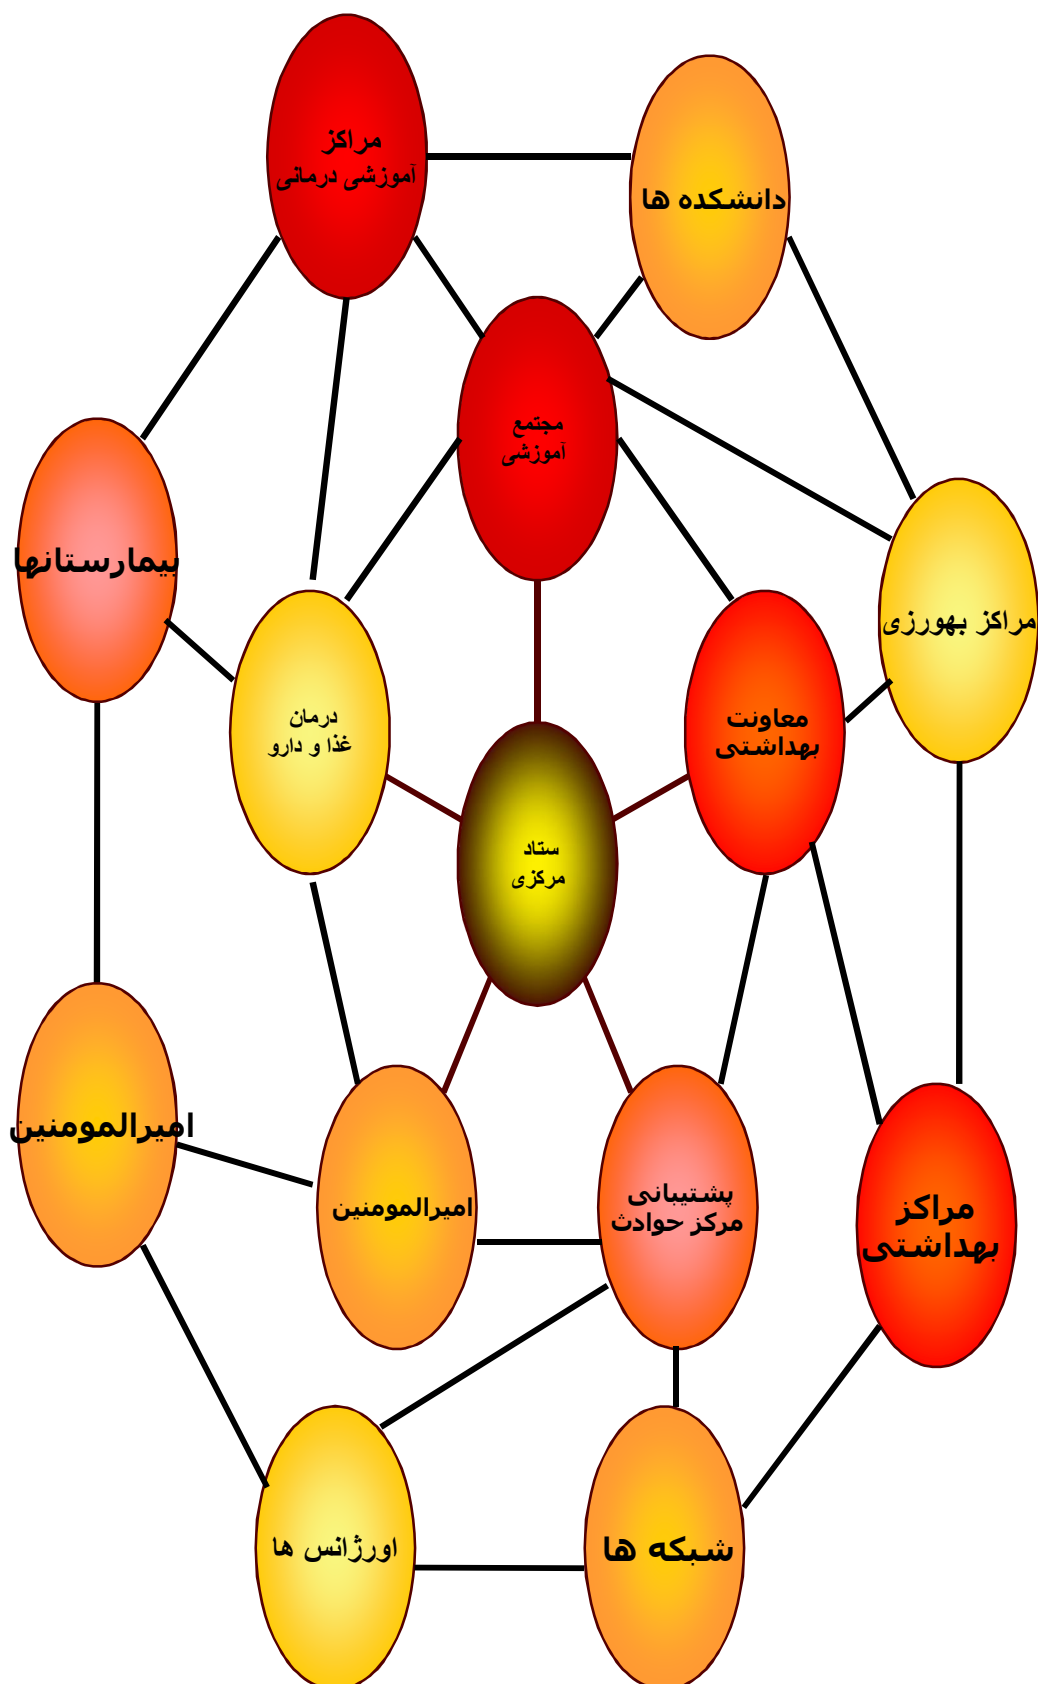 مراکز
آموزشی درمانی
دانشکده ها
مجتمع
آموزشی
بیمارستانها
مراکز بهورزی
درمان
غذا و دارو
معاونت
بهداشتی
ستاد
مرکزی
امیرالمومنین
امیرالمومنین
پشتیبانی
مرکز حوادث
مراکز
بهداشتی
اورژانس ها
شبکه ها